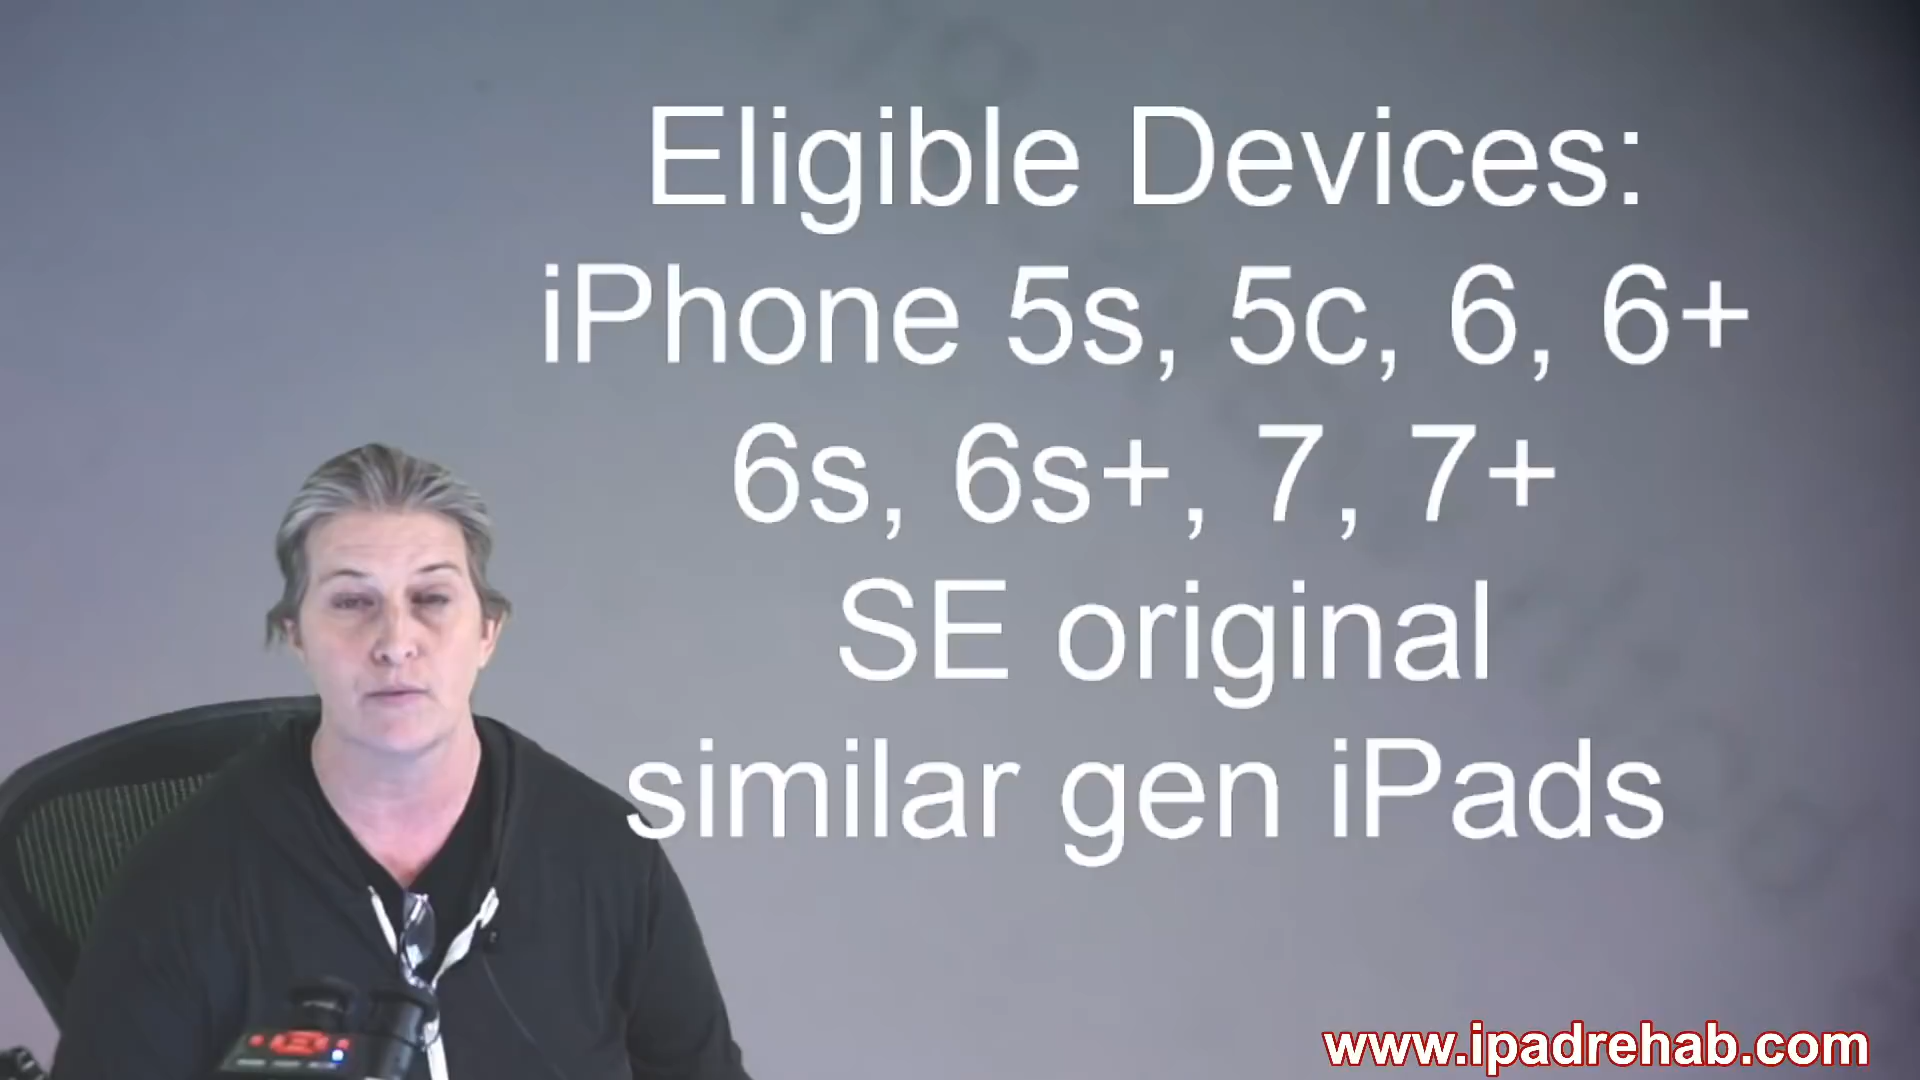 Eligible Devices:
iPhone 5s, 5c, 6, 6+
6s, 6s+, 7, 7+
SE original
similar gen iPads
www.ipadrehab.com